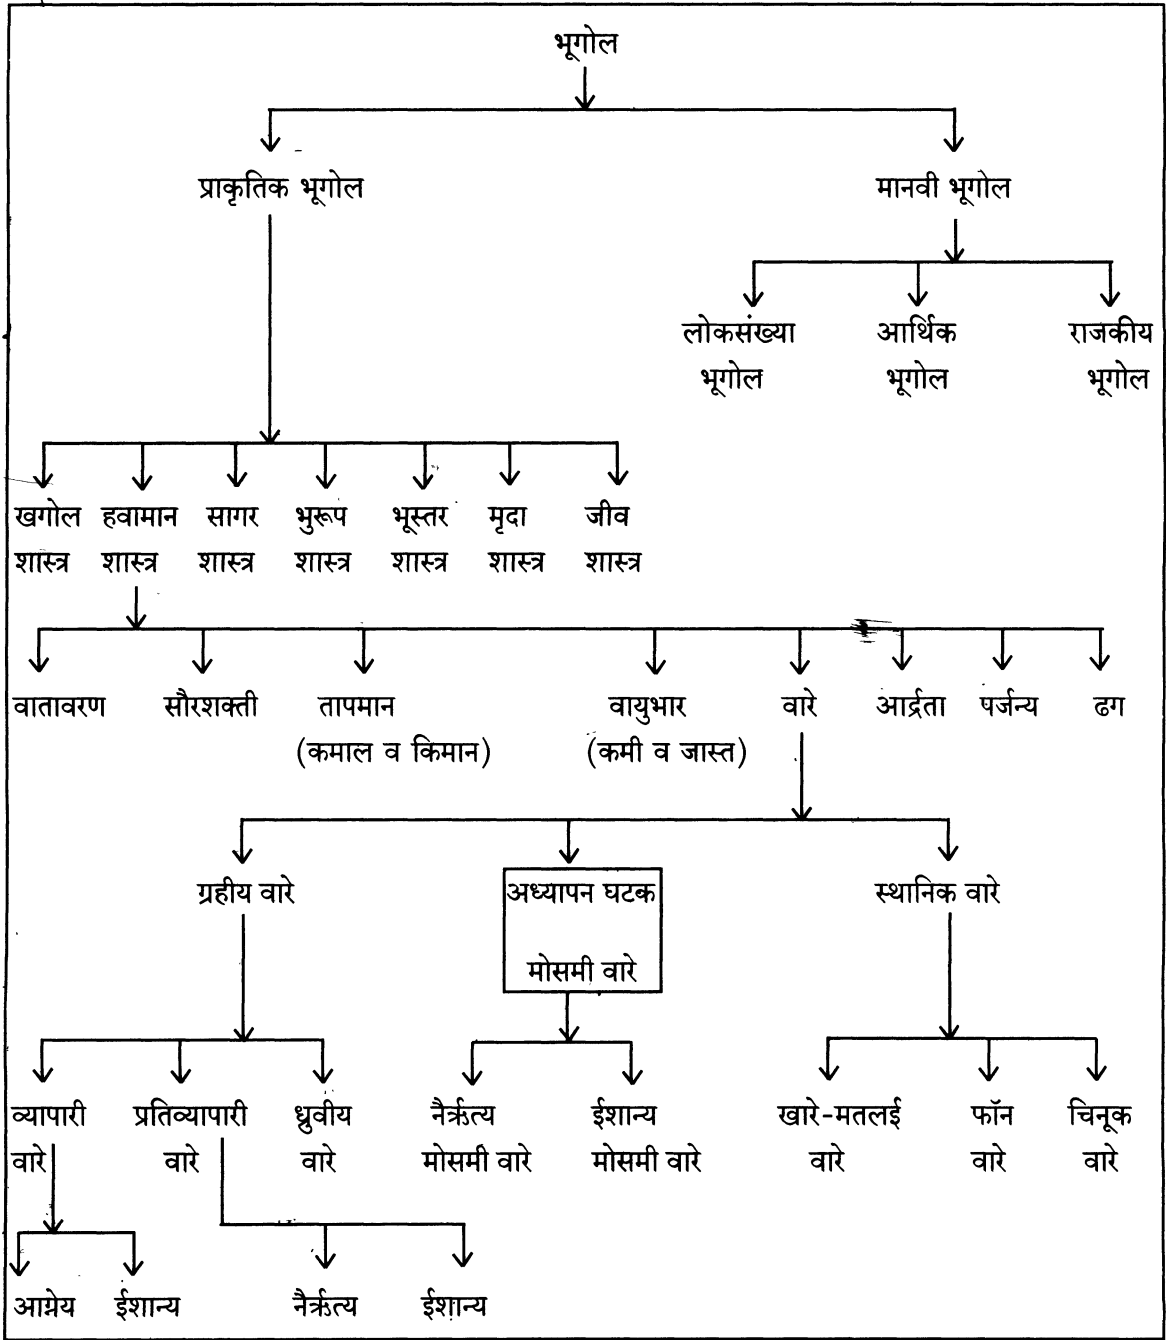 भूगोल
प्राकृतिक भूगोल मानवी भूगोल
लोकसंख्या आर्थिक राजकीय
भूगोल भूगोल भूगोल
खगोल हवामान सागर भुरूप भूस्तर मृदा जीव
शास्त्र शास्त्र शास्त्र शास्त्र शास्त्र शास्त्र शास्त्र
वातावरण सौरशक्ती तापमान वायुभार वारे आर्द्रता पर्जन्य ढग
(कमाल व किमान) (कमी व जास्त)
ग्रहीय वारे अध्यापन घटक स्थानिक वारे
मोसमी वारे
व्यापारी प्रतिव्यापारी ध्रुवीय नैर्ऋत्य ईशान्य खारे-मतलई फॉन चिनूक
वारे वारे वारे मोसमी वारे मोसमी वारे वारे वारे वारे
आग्नेय ईशान्य नैर्ऋत्य ईशान्य